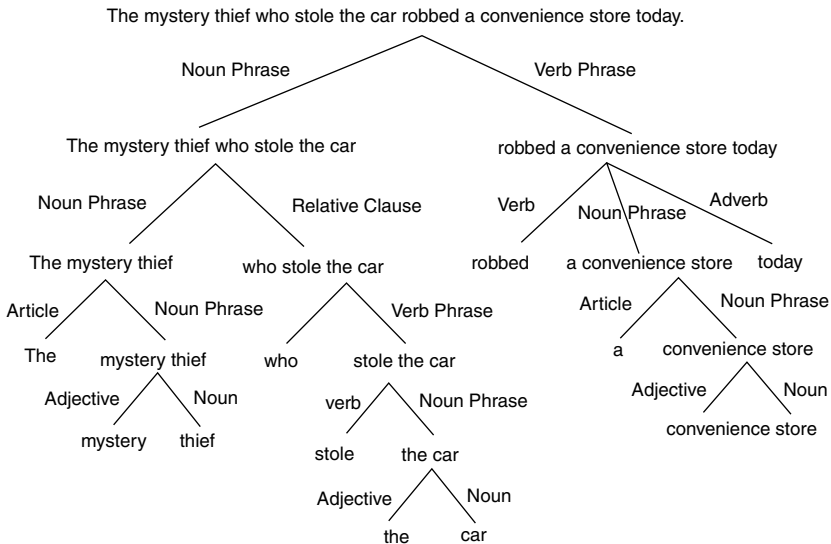 The mystery thief who stole the car robbed a convenience store today.
Noun Phrase Verb Phrase
The mystery thief who stole the car robbed a convenience store today
Noun Phrase Relative Clause Verb Noun Phrase Adverb
The mystery thief who stole the car robbed a convenience store today
Article Noun Phrase Verb Phrase Article Noun Phrase
The mystery thief who stole the car a convenience store
Adjective Noun verb Noun Phrase Adjective Noun
mystery thief stole the car convenience store
Adjective Noun
the car